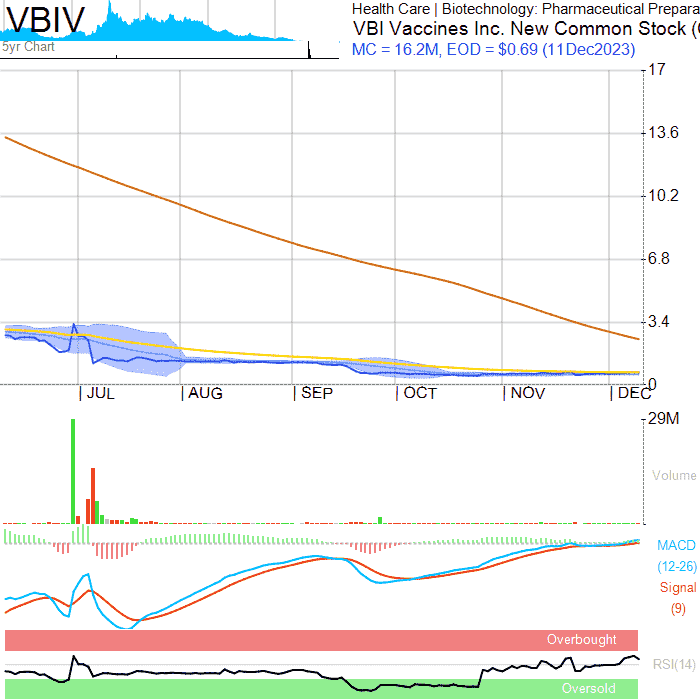 VBIV
5yr Chart
Health Care | Biotechnology: Pharmaceutical Prepara
VBI Vaccines Inc. New Common Stock (
MC = 16.2M, EOD = $0.69 (11Dec2023)
17
13.6
10.2
6.8
3.4
0
JUL
AUG
SEP
OCT
NOV
DEC
29M
Volume
MACD
(12-26)
Signal
(9)
Overbought
RSI(14)
Oversold